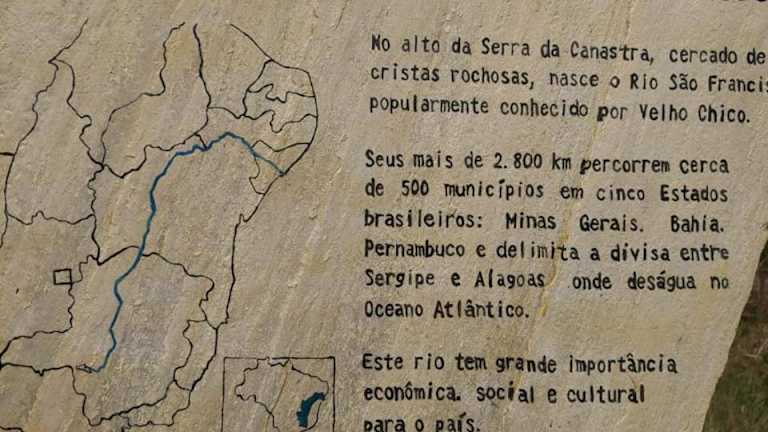 No alto da Serra da Canastra, cercado de
cristas rochosas, nasce o Rio São Francis
popularmente conhecido por Velho Chico.
Seus mais de 2.800 km percorrem cerca
de 500 municípios em cinco Estados
brasileiros: Minas Gerais. Bahia.
Pernambuco e delimita a divisa entre
Sergipe e Alagoas onde deságua no
Oceano Atlântico.
Este rio tem grande importância
econômica. social e cultural
para o país.